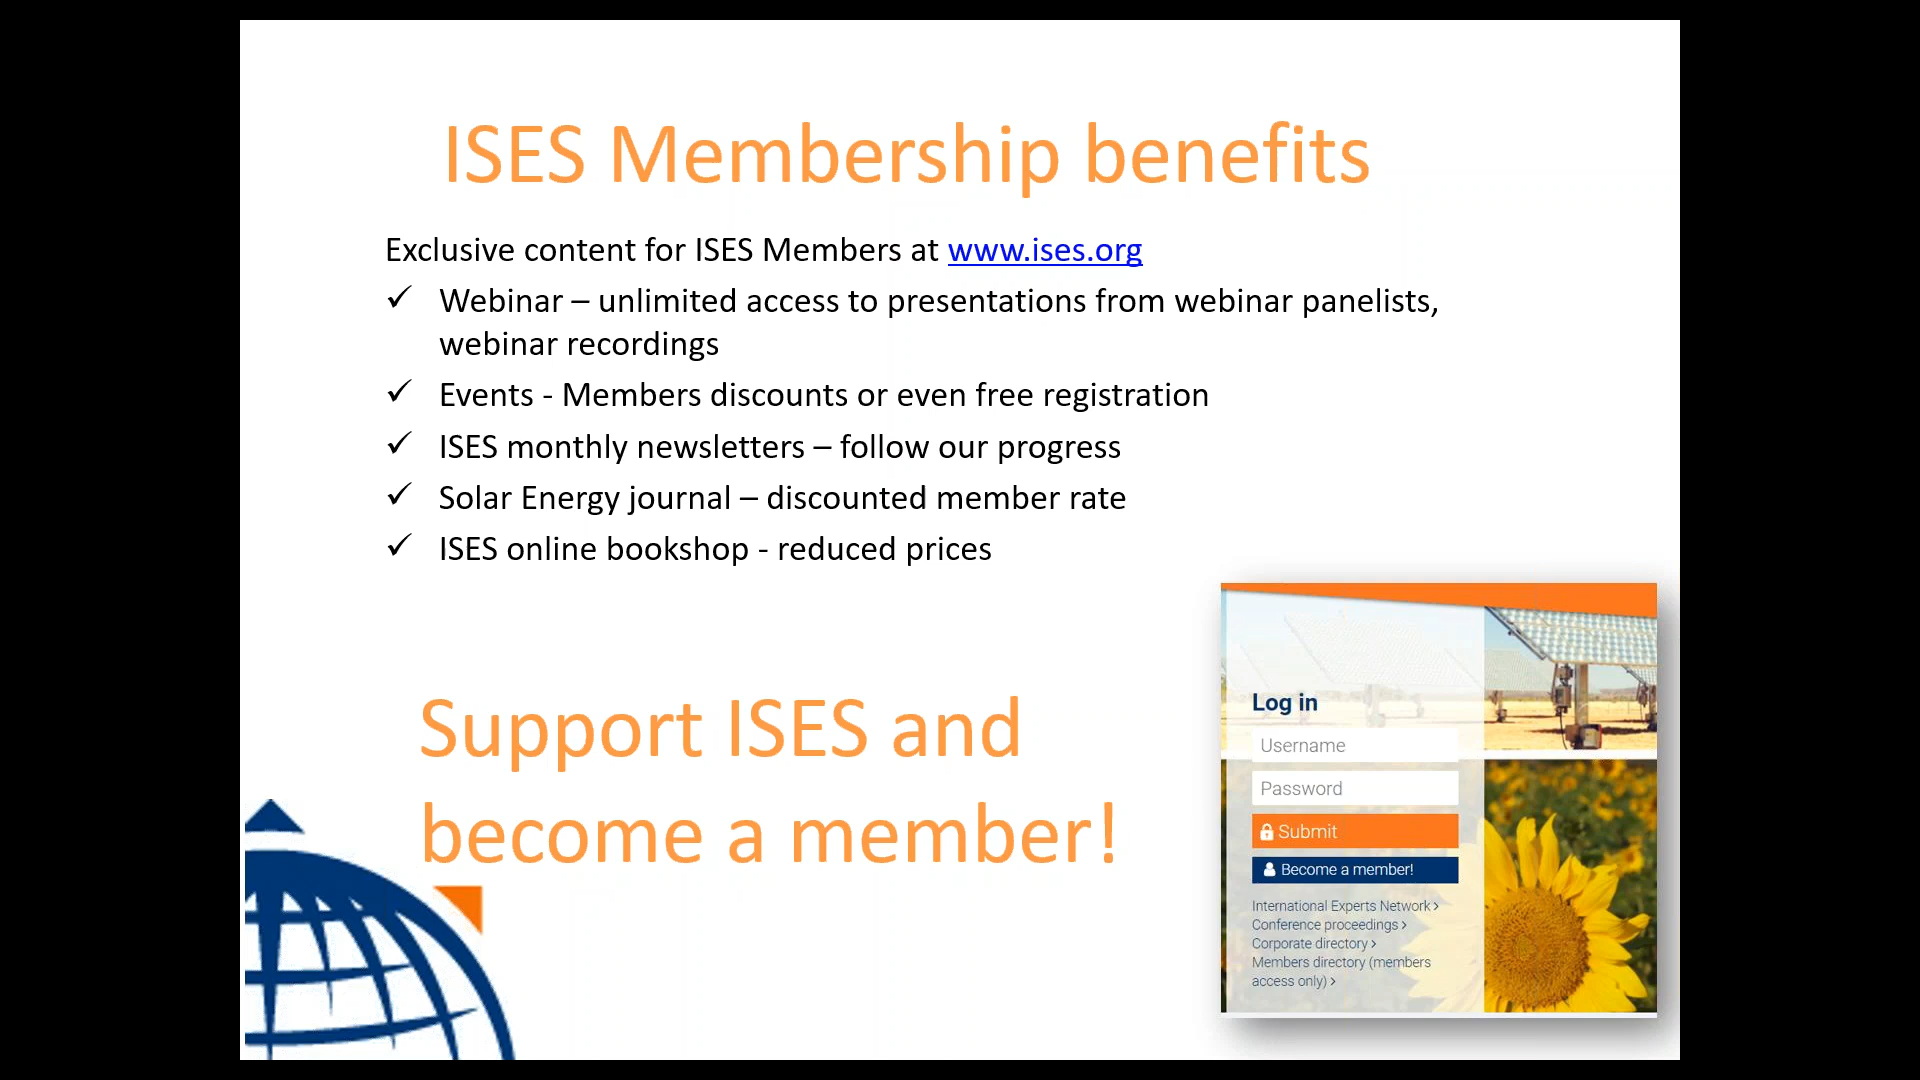 ISES Membership benefits
Exclusive content for ISES Members at www.ises.org
✓ Webinar – unlimited access to presentations from webinar panelists,
webinar recordings
✓ Events - Members discounts or even free registration
✓ ISES monthly newsletters – follow our progress
✓ Solar Energy journal – discounted member rate
✓ ISES online bookshop - reduced prices
Support ISES and
become a member!
Log in
Username
Password
Submit
Become a member!
International Experts Network >
Conference proceedings >
Corporate directory >
Members directory (members
access only) >